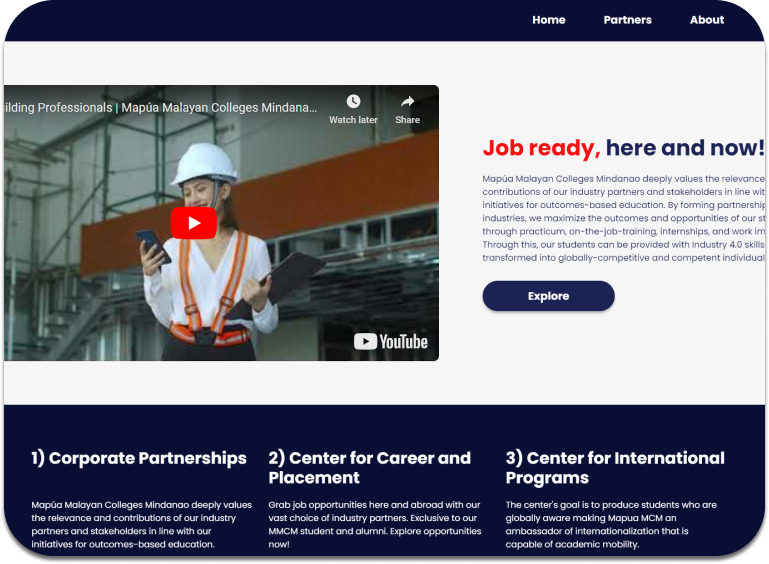 Home Partners About
ilding Professionals | Mapúa Malayan Colleges Mindana...
Watch later Share
YouTube
Job ready, here and now!
Mapúa Malayan Colleges Mindanao deeply values the relevance
contributions of our industry partners and stakeholders in line wit
initiatives for outcomes-based education. By forming partnership
industries, we maximize the outcomes and opportunities of our st
through practicum, on-the-job-training, internships, and work im
Through this, our students can be provided with Industry 4.0 skills
transformed into globally-competitive and competent individual
Explore
1) Corporate Partnerships
Mapúa Malayan Colleges Mindanao deeply values
the relevance and contributions of our industry
partners and stakeholders in line with our
initiatives for outcomes-based education.
2) Center for Career and
Placement
Grab job opportunities here and abroad with our
vast choice of industry partners. Exclusive to our
MMCM student and alumni. Explore opportunities
now!
3) Center for International
Programs
The center's goal is to produce students who are
globally aware making Mapua MCM an
ambassador of internationalization that is
capable of academic mobility.